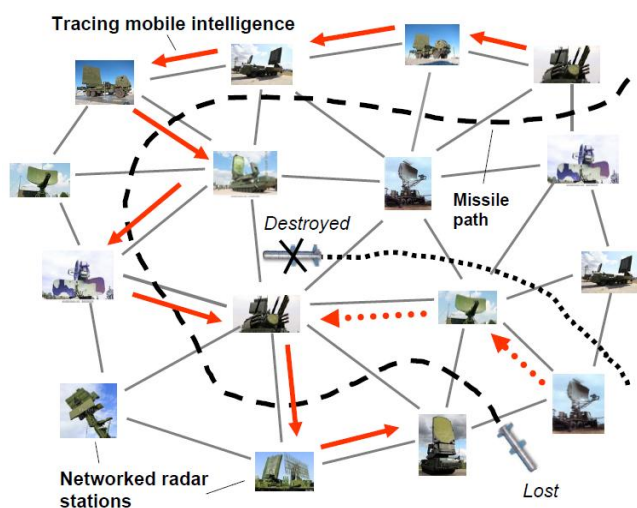 Tracing mobile intelligence
Missile
path
Destroyed
Networked radar
stations
Lost